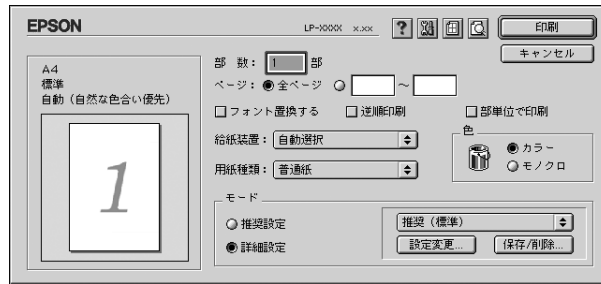 EPSON
LP-XXXX x.xx
?
印刷
キャンセル
A4
標準
自動（自然な色合い優先）
1
部 数： 1 部
ページ： 全ページ ～
フォント置換する 逆順印刷 部単位で印刷
給紙装置： 自動選択
用紙種類： 普通紙
色
カラー
モノクロ
モード
推奨設定
詳細設定
推奨（標準）
設定変更... 保存/削除...